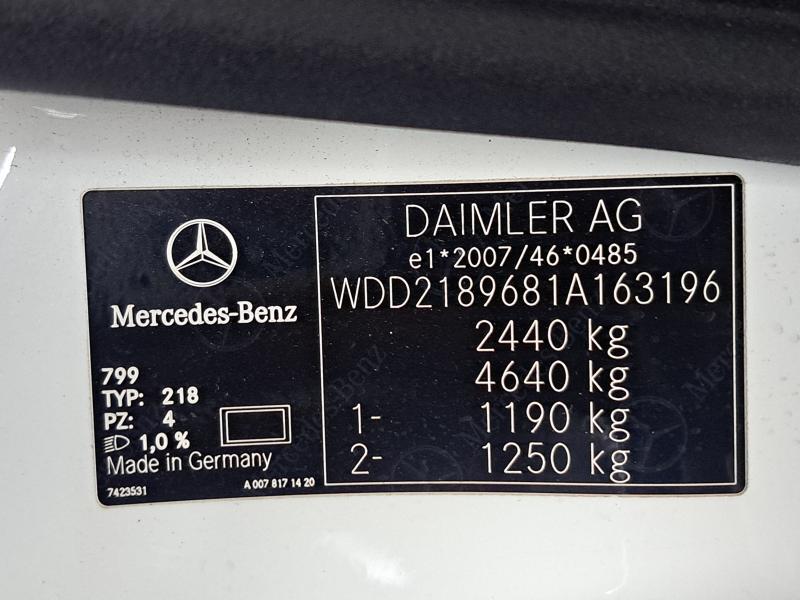 Mercedes-Benz
799
TYP: 218
PZ: 4
1,0 %
Made in Germany
7423531
A 007 817 14 20
DAIMLER AG
e1*2007/46*0485
WDD2189681A163196
2440 kg
4640 kg
1- 1190 kg
2- 1250 kg